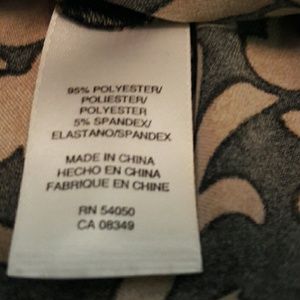 95% POLYESTER/
POLIESTER/
POLYESTER
5% SPANDEX/
ELASTANO/SPANDEX
MADE IN CHINA
HECHO EN CHINA
FABRIQUE EN CHINE
RN 54050
CA 08349